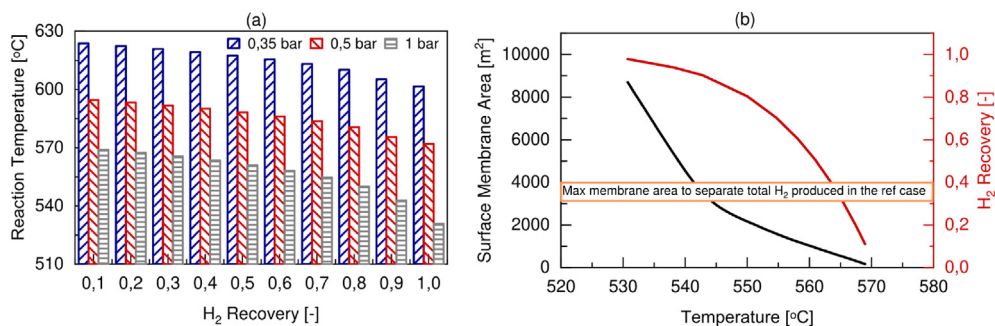 (a)
630
600
570
540
510
Reaction Temperature [ºC]
0,35 bar
0,5 bar
1 bar
0,1 0,2 0,3 0,4 0,5 0,6 0,7 0,8 0,9 1,0
H2 Recovery [-]
(b)
10000
8000
6000
4000
2000
0
Surface Membrane Area [m²]
Max membrane area to separate total H2 produced in the ref case
1,0
0,8
0,6
0,4
0,2
0,0
H2 Recovery [-]
520 530 540 550 560 570 580
Temperature [ºC]